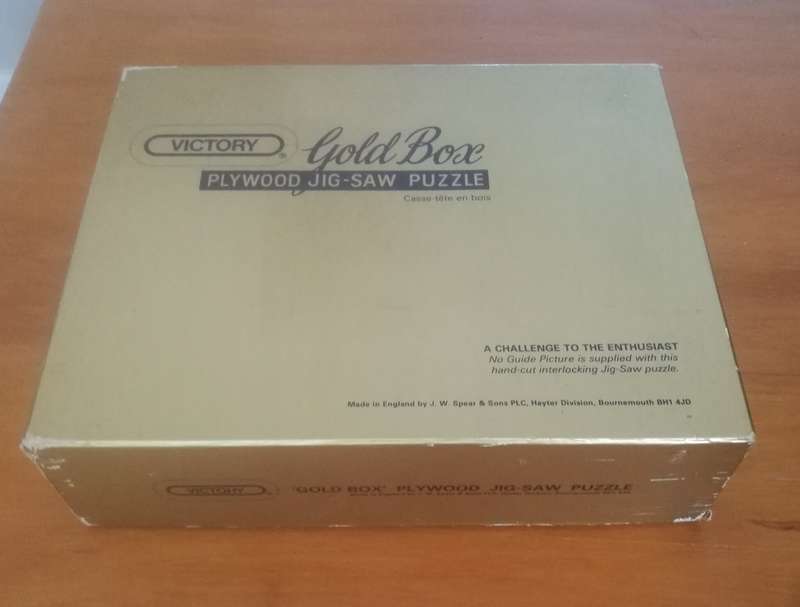 VICTORY ®
Gold Box
PLYWOOD JIG-SAW PUZZLE
Casse-tête en bois
A CHALLENGE TO THE ENTHUSIAST
No Guide Picture is supplied with this
hand-cut interlocking Jig-Saw puzzle.
Made in England by J. W. Spear & Sons PLC, Hayter Division, Bournemouth BH1 4JD
VICTORY
'GOLD BOX' PLYWOOD JIG-SAW PUZZLE